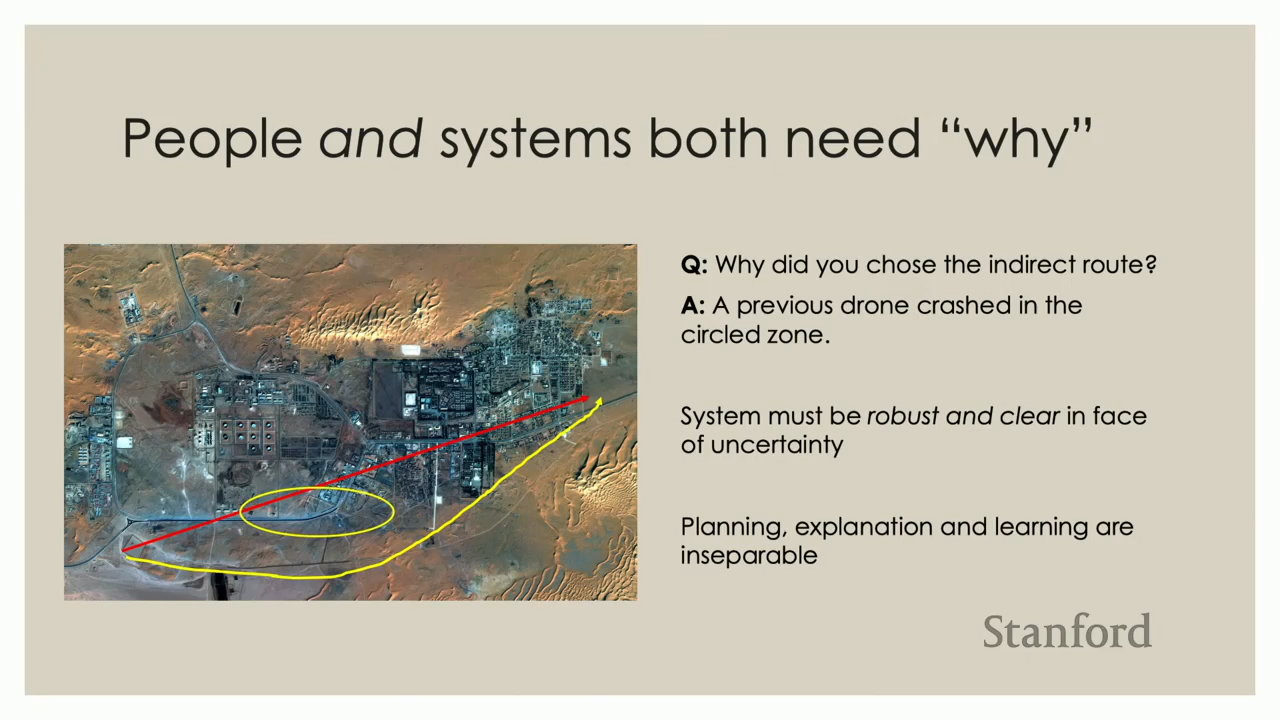 People and systems both need “why”
Q: Why did you chose the indirect route?
A: A previous drone crashed in the
circled zone.
System must be robust and clear in face
of uncertainty
Planning, explanation and learning are
inseparable
Stanford